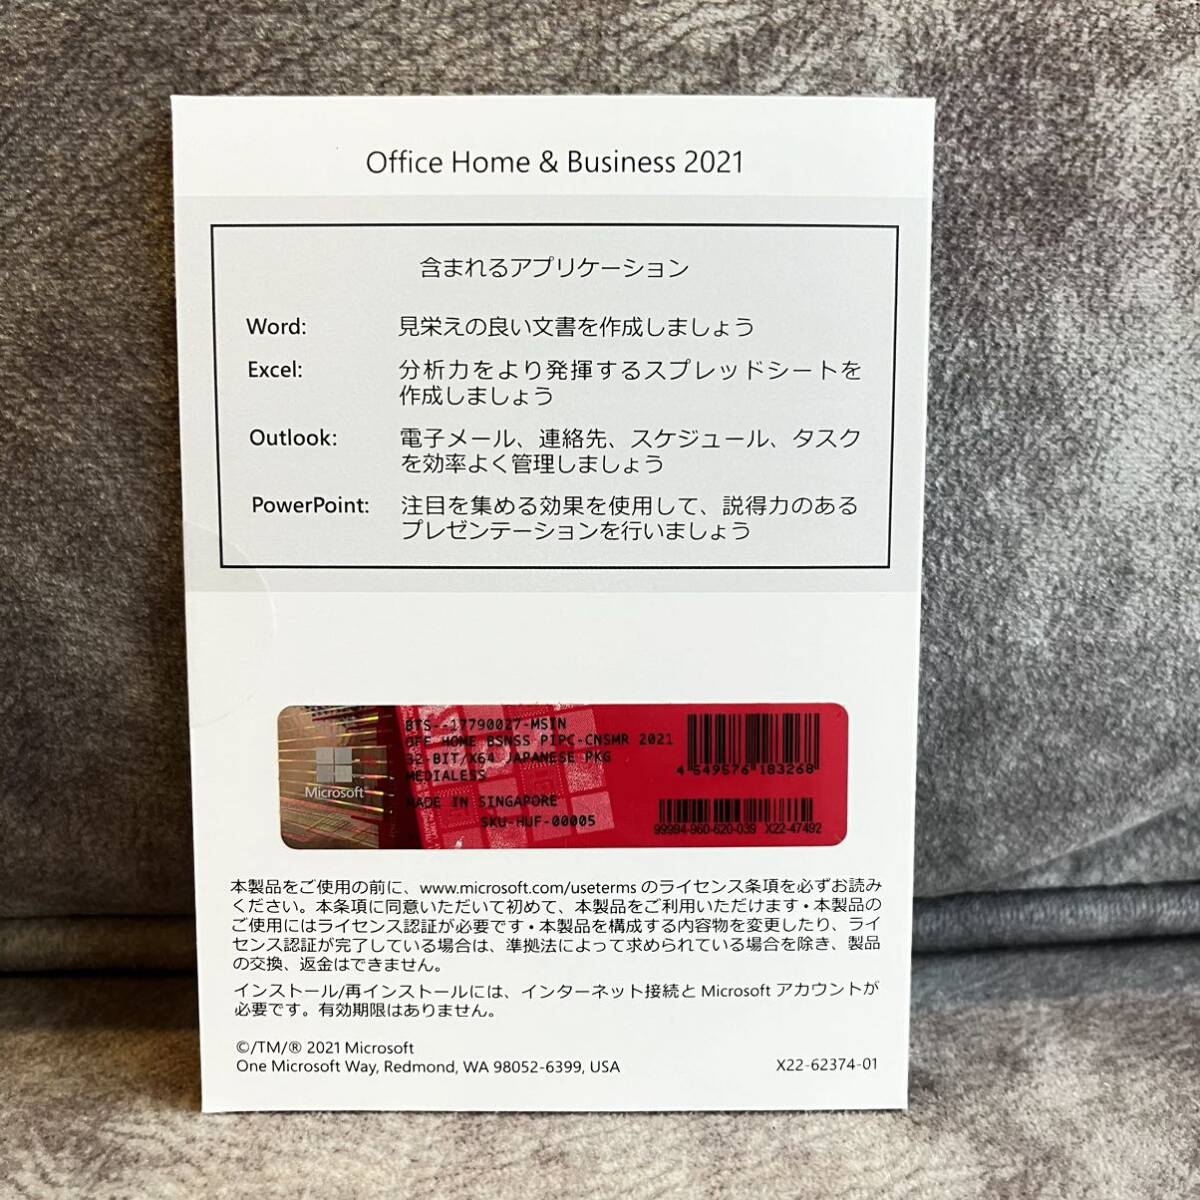 Office Home & Business 2021
含まれるアプリケーション
Word: 見栄えの良い文書を作成しましょう
Excel: 分析力をより発揮するスプレッドシートを
作成しましょう
Outlook: 電子メール、連絡先、スケジュール、タスク
を効率よく管理しましょう
PowerPoint: 注目を集める効果を使用して、説得力のある
プレゼンテーションを行いましょう
BTS--17790027-MSIN
OFF HOME BSNSS PIPC-CNSMR 2021
32-BIT/X64 JAPANESE PKG
MEDIALESS
MADE IN SINGAPORE
SKU-HUF-00005
Microsoft
4 549576 183268
99994-960-620-039 X22-47492
本製品をご使用の前に、www.microsoft.com/useterms のライセンス条項を必ずお読み
ください。本条項に同意いただいて初めて、本製品をご利用いただけます・本製品の
ご使用にはライセンス認証が必要です・本製品を構成する内容物を変更したり、ライ
センス認証が完了している場合は、準拠法によって求められている場合を除き、製品
の交換、返金はできません。
インストール/再インストールには、インターネット接続と Microsoft アカウントが
必要です。有効期限はありません。
©/TM/® 2021 Microsoft
One Microsoft Way, Redmond, WA 98052-6399, USA
X22-62374-01